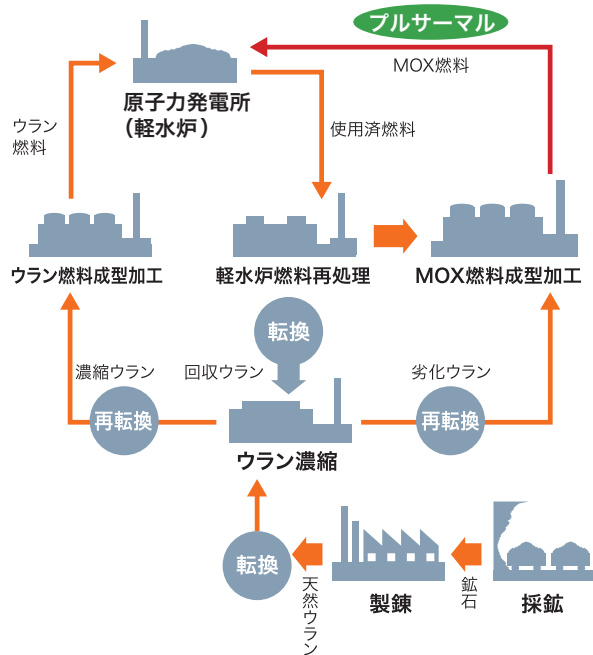 プルサーマル
MOX燃料
原子力発電所
（軽水炉）
ウラン
燃料
使用済燃料
ウラン燃料成型加工
軽水炉燃料再処理
MOX燃料成型加工
転換
濃縮ウラン
回収ウラン
劣化ウラン
再転換
再転換
ウラン濃縮
転換
天然ウラン
製錬
鉱石
採鉱